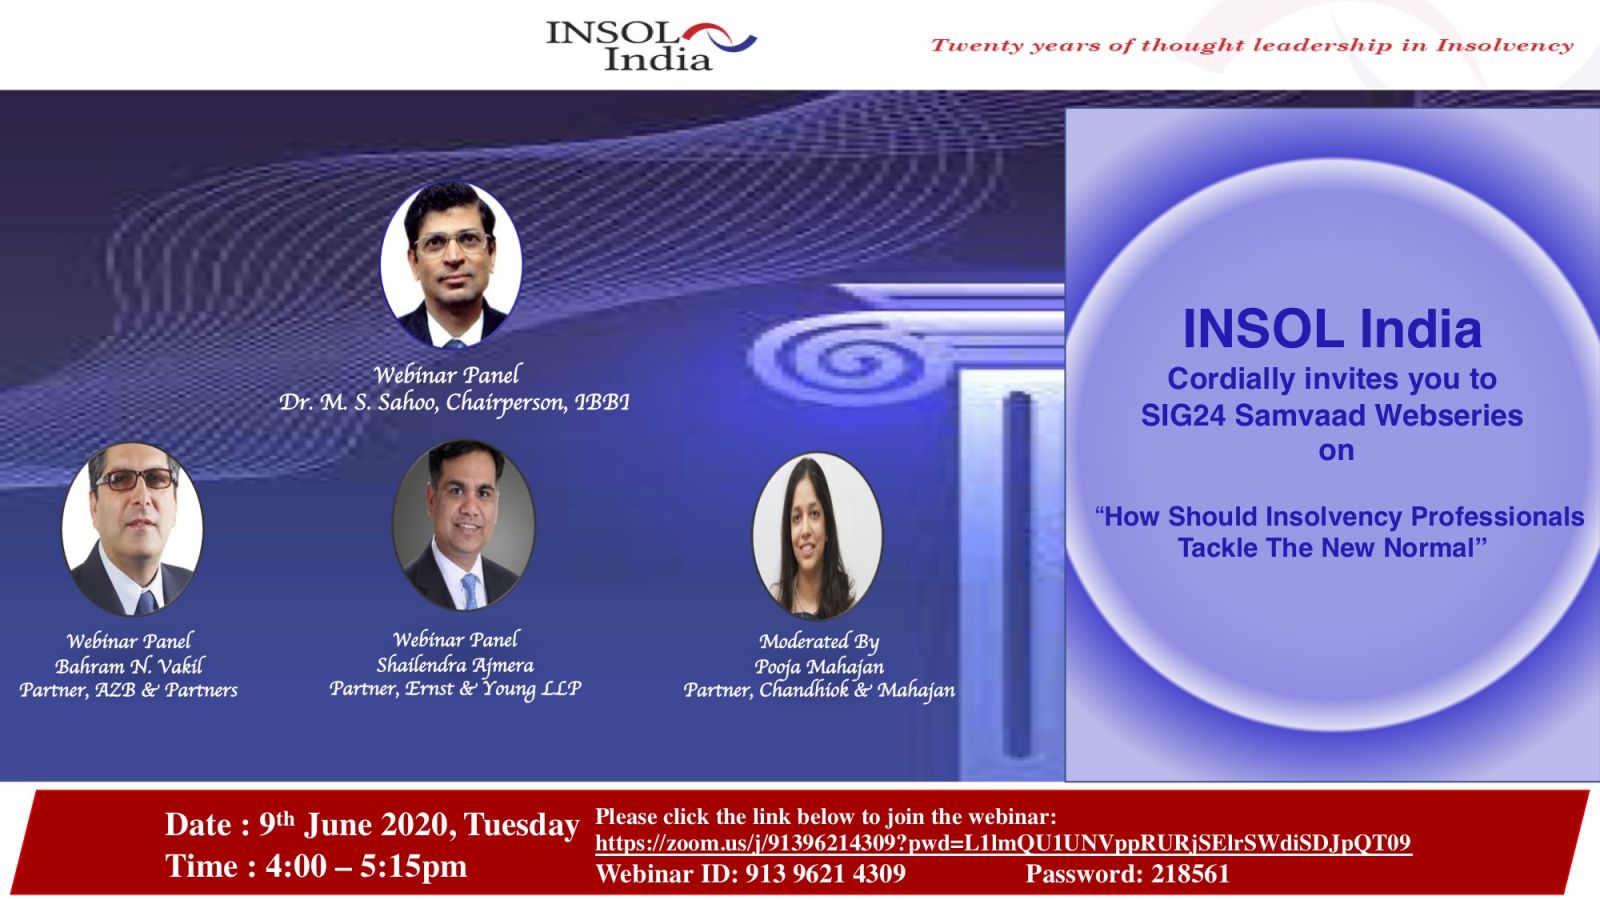 INSOL
India
Twenty years of thought leadership in Insolvency
Webinar Panel
Dr. M. S. Sahoo, Chairperson, IBBI
Webinar Panel
Bahram N. Vakil
Partner, AZB & Partners
Webinar Panel
Shailendra Ajmera
Partner, Ernst & Young LLP
Moderated By
Pooja Mahajan
Partner, Chandhiok & Mahajan
INSOL India
Cordially invites you to
SIG24 Samvaad Webseries
on
“How Should Insolvency Professionals
Tackle The New Normal”
Date : 9th June 2020, Tuesday
Time : 4:00 – 5:15pm
Please click the link below to join the webinar:
https://zoom.us/j/91396214309?pwd=L1lmQU1UNVppRURjSElrSWdiSDJpQT09
Webinar ID: 913 9621 4309 Password: 218561